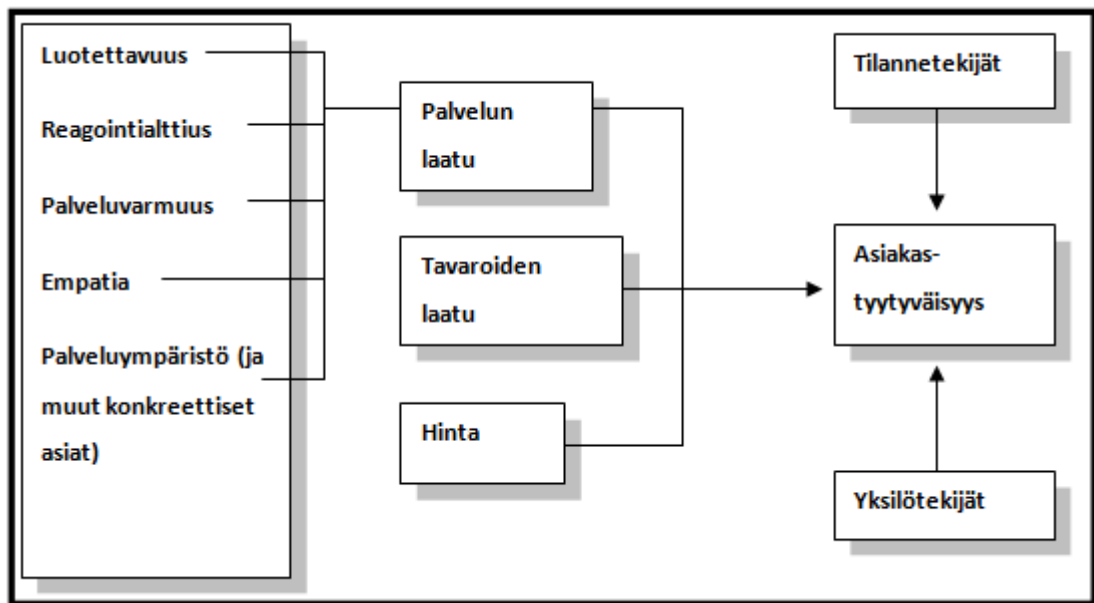 Luotettavuus
Reagointialttius
Palveluvarmuus
Empatia
Palveluympäristö (ja
muut konkreettiset
asiat)
Palvelun
laatu
Tavaroiden
laatu
Hinta
Tilannetekijät
Asiakas-
tyytyväisyys
Yksilötekijät